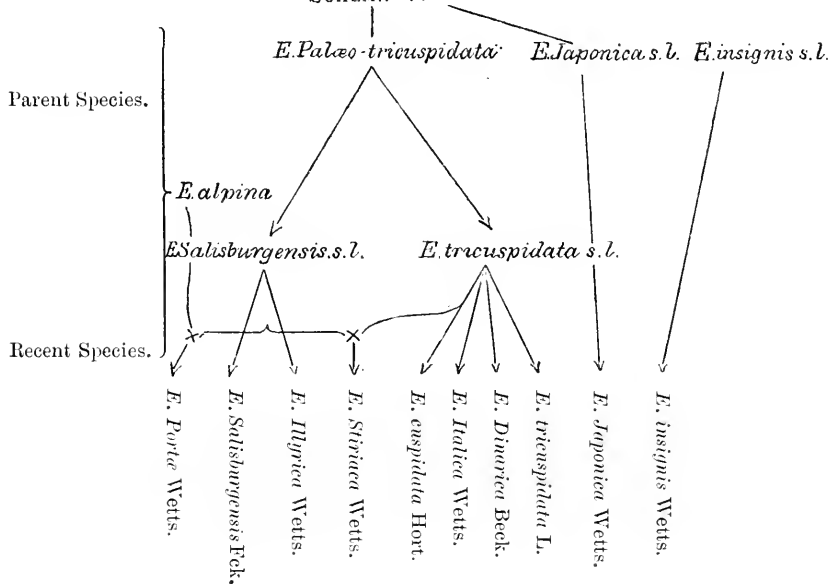 E. Palæo-tricuspidata
E. Japonica s. l.
E. insignis s. l.
Parent Species.
E. alpina
E Salisburgensis. s. l.
E. tricuspidata s. l.
Recent Species.
E. Portæ Wetts.
E. Salisburgensis Fck.
E. Illyrica Wetts.
E. Stiriaca Wetts.
E. cuspidata Hort.
E. Italica Wetts.
E. Dinarica Beck.
E. tricuspidata L.
E. Japonica Wetts.
E. insignis Wetts.